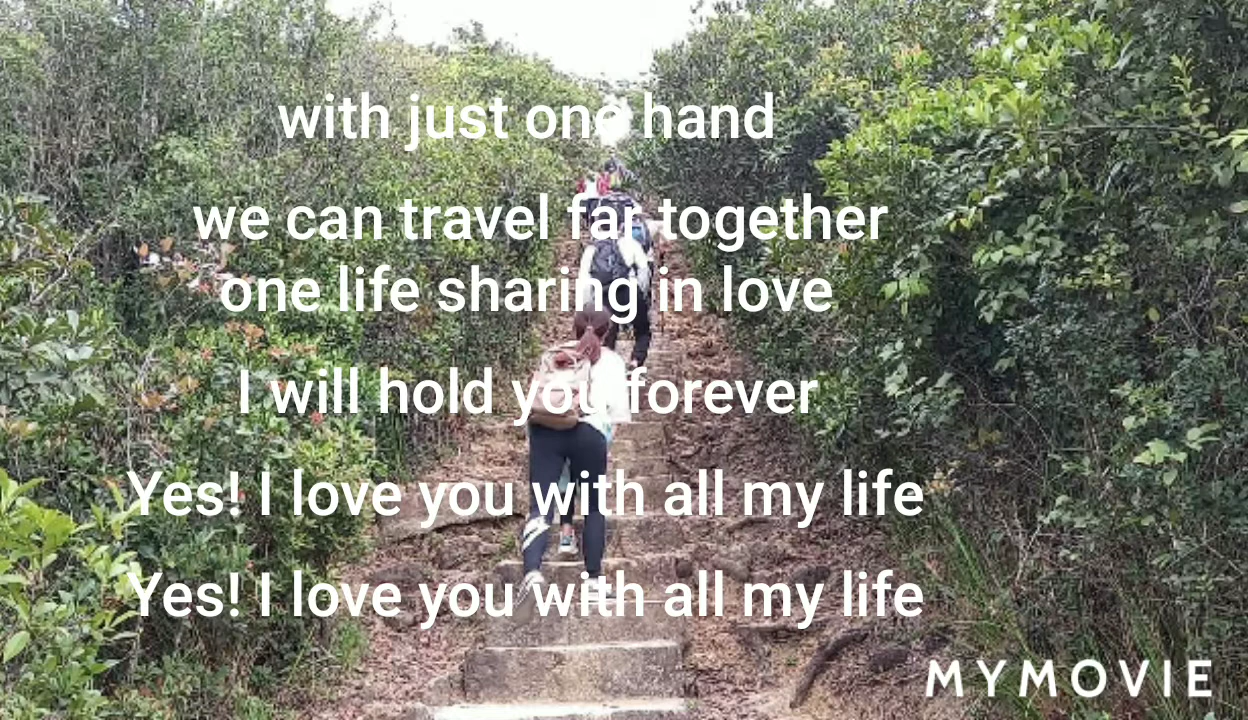 with just one hand
we can travel far together
one life sharing in love
I will hold you forever
Yes! I love you with all my life
Yes! I love you with all my life
MYMOVIE